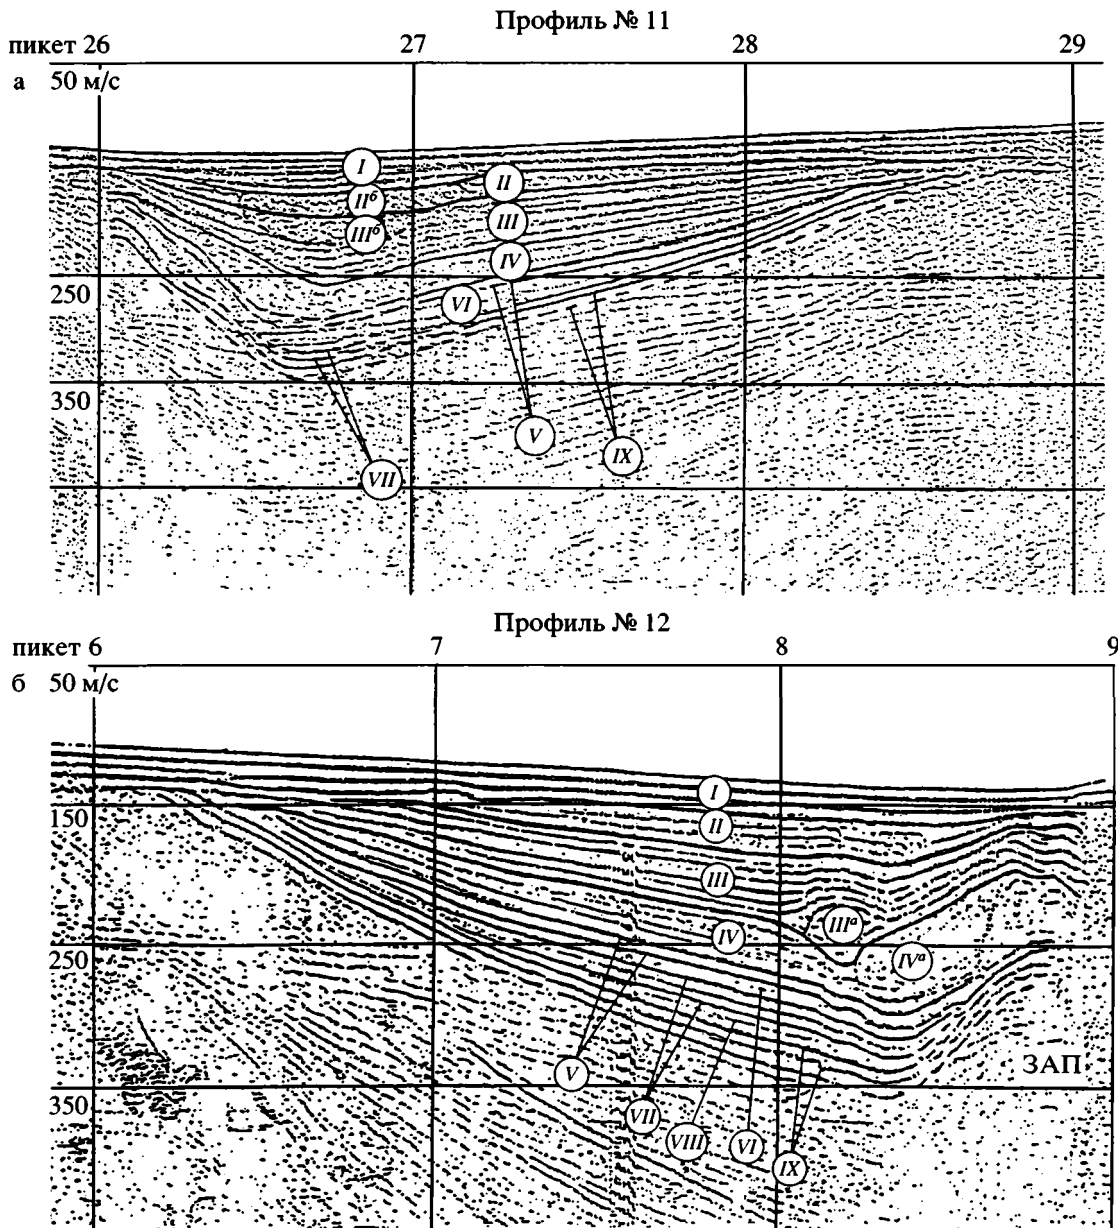 Профиль № 11
пикет 26 27 28 29
а 50 м/с
I
II
IIб
III
IIIб
IV
250
VI
350
V
IX
VII
Профиль № 12
пикет 6 7 8 9
б 50 м/с
I
150
II
III
IIIа
IV
250
IVа
ЗАП
V
350
VII
VIII
VI
IX